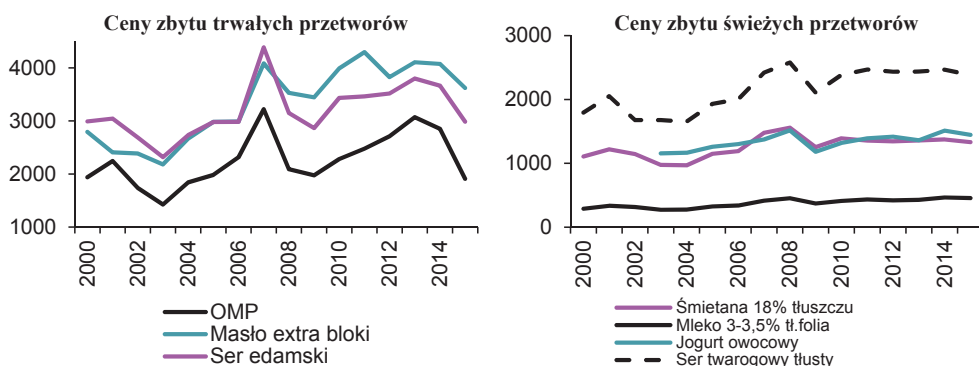 Ceny zbytu trwałych przetworów
4000
3000
2000
1000
2000
2002
2004
2006
2008
2010
2012
2014
OMP
Masło extra bloki
Ser edamski
Ceny zbytu świeżych przetworów
3000
2000
1000
0
2000
2002
2004
2006
2008
2010
2012
2014
Śmietana 18% tłuszczu
Mleko 3-3,5% tł.folia
Jogurt owocowy
Ser twarogowy tłusty